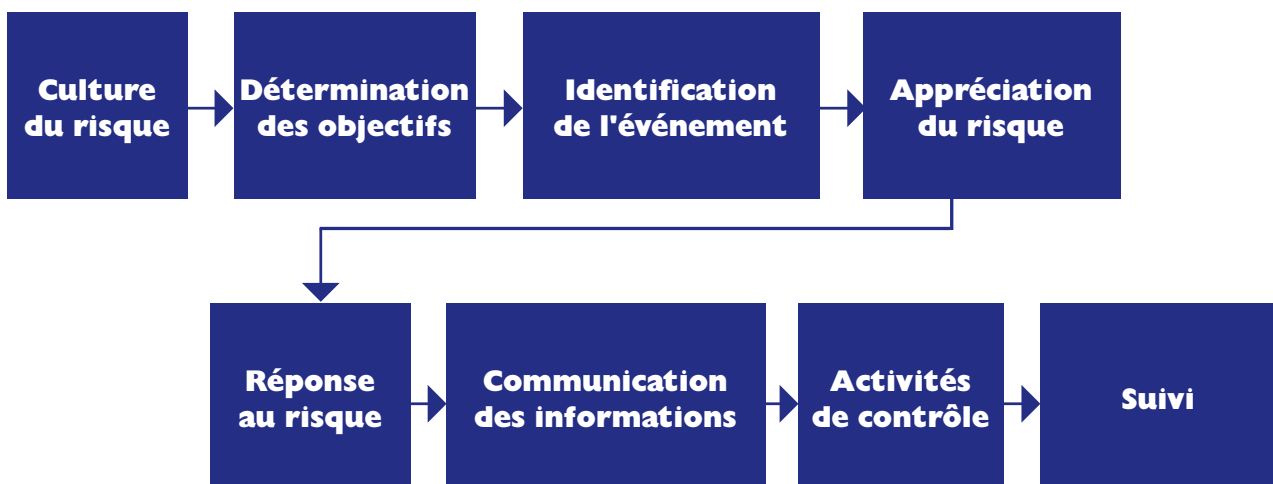 Culture
du risque
Détermination
des objectifs
Identification
de l'événement
Appréciation
du risque
Réponse
au risque
Communication
des informations
Activités
de contrôle
Suivi